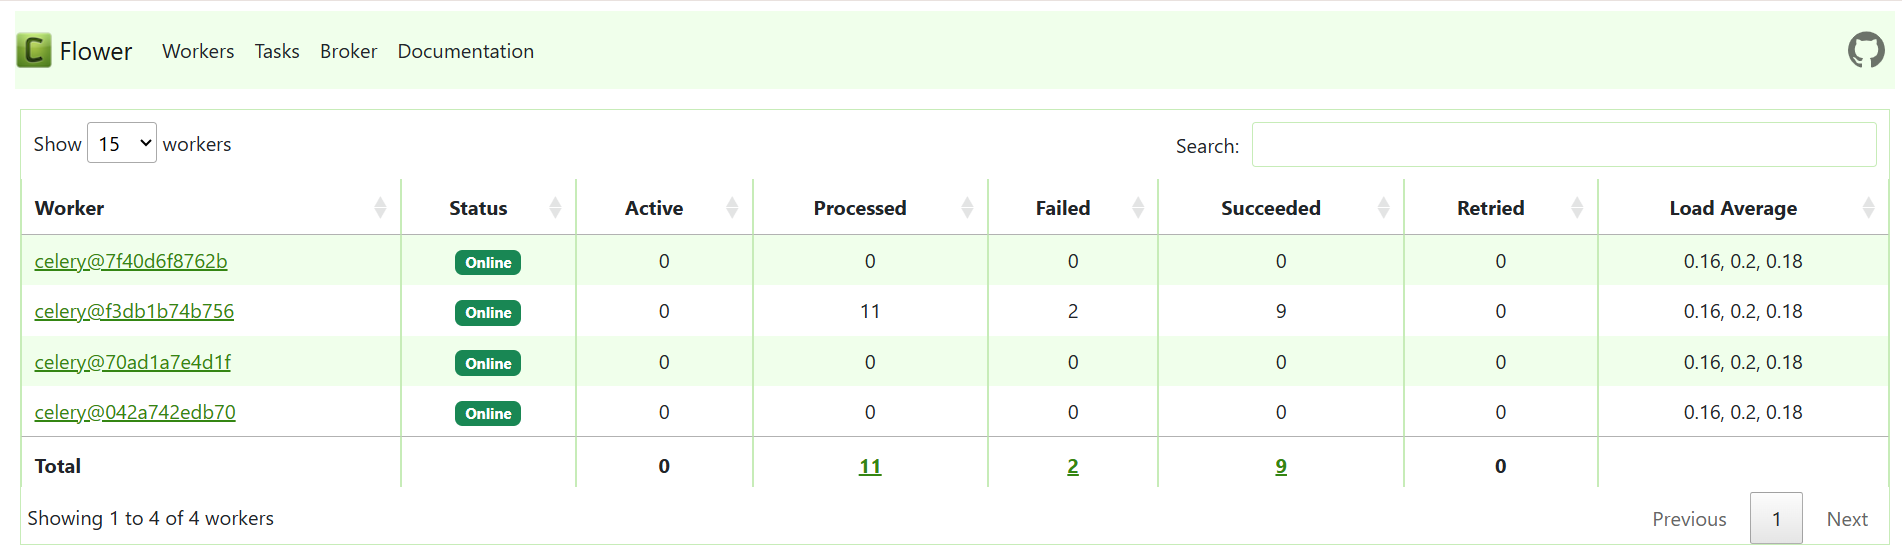 C Flower Workers Tasks Broker Documentation
Show 15 workers Search:
Worker Status Active Processed Failed Succeeded Retried Load Average
celery@7f40d6f8762b Online 0 0 0 0 0 0.16, 0.2, 0.18
celery@f3db1b74b756 Online 0 11 2 9 0 0.16, 0.2, 0.18
celery@70ad1a7e4d1f Online 0 0 0 0 0 0.16, 0.2, 0.18
celery@042a742edb70 Online 0 0 0 0 0 0.16, 0.2, 0.18
Total 0 11 2 9 0
Showing 1 to 4 of 4 workers Previous 1 Next